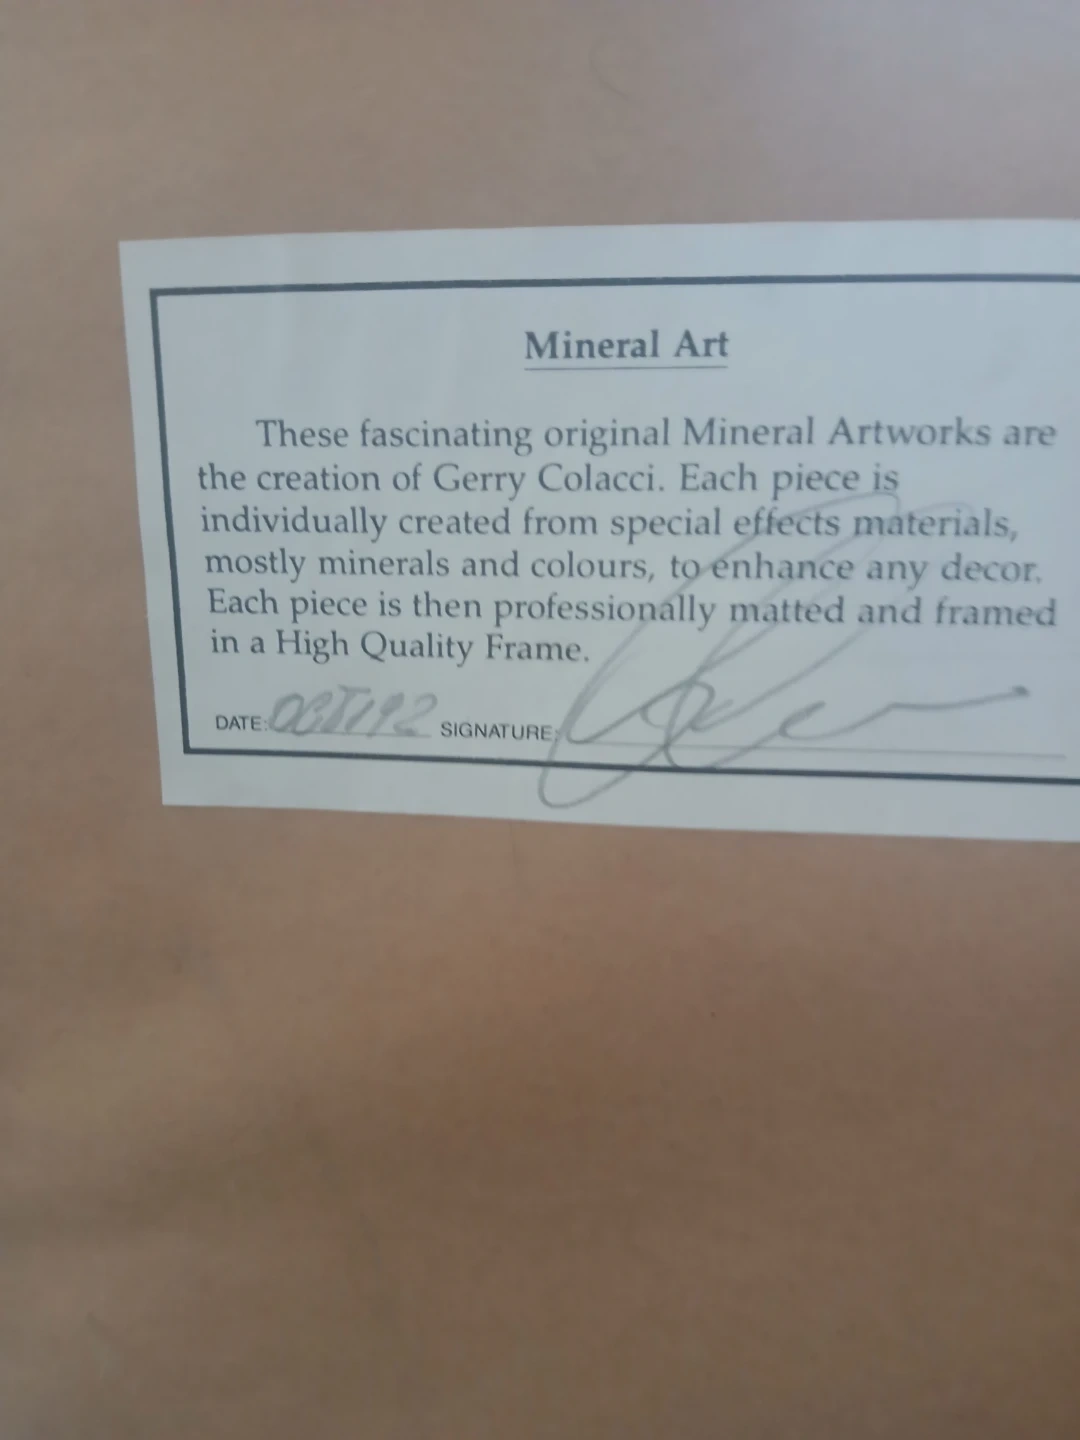 Mineral Art
These fascinating original Mineral Artworks are
the creation of Gerry Colacci. Each piece is
individually created from special effects materials,
mostly minerals and colours, to enhance any decor.
Each piece is then professionally matted and framed
in a High Quality Frame.
DATE: OCT/92 SIGNATURE: